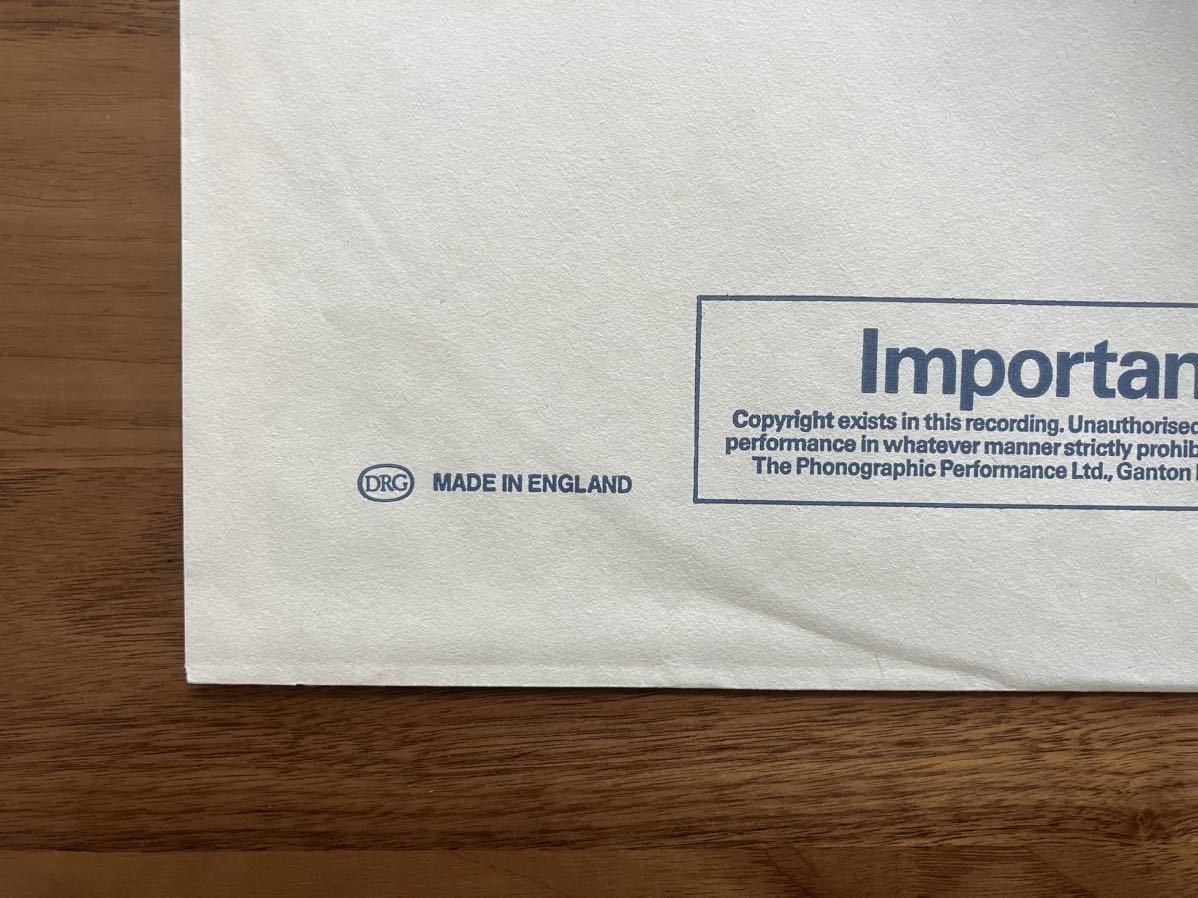 Importan
Copyright exists in this recording. Unauthorised
performance in whatever manner strictly prohib
The Phonographic Performance Ltd., Ganton
DRG MADE IN ENGLAND